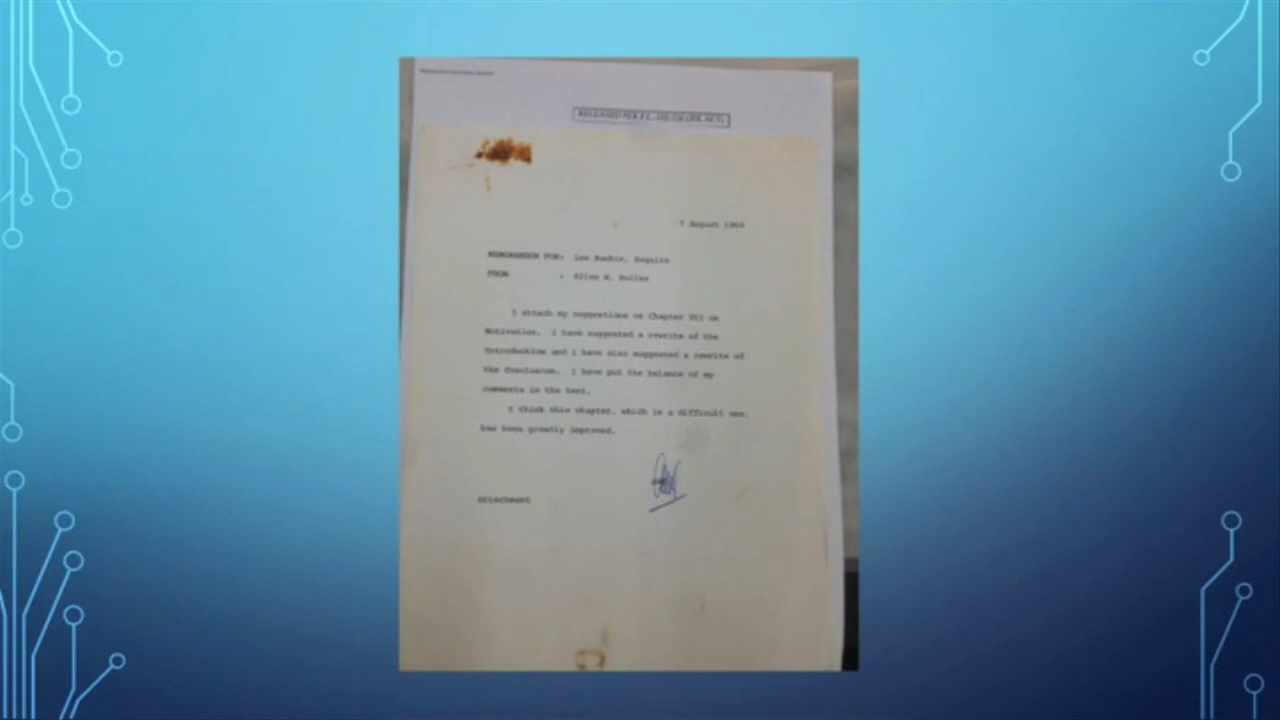 RELEASED PER P.L.
7 August 1964
MEMORANDUM FOR: Lee Rankin, Esquire
FROM : Allen W. Dulles
I attach my suggestions on Chapter VII on
Motivation. I have suggested a rewrite of the
Introduction and I have also suggested a rewrite of
the Conclusion. I have put the balance of my
comments in the text.
I think this chapter, which is a difficult one,
has been greatly improved.
Attachment